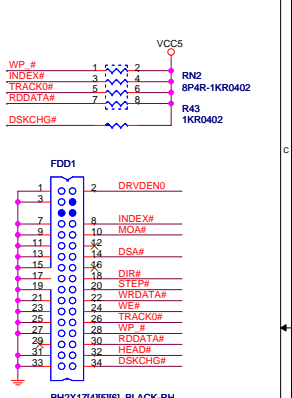 VCC5
WP_# 1 2 RN2
INDEX# 3 4 8P4R-1KR0402
TRACK0# 5 6
RDDATA# 7 8 R43
1KR0402
DSKCHG#
C
FDD1
1 2 DRVDEN0
3
7 8 INDEX#
9 10 MOA#
11 12
13 14 DSA#
15 16
17 18 DIR#
19 20 STEP#
21 22 WRDATA#
23 24 WE#
25 26 TRACK0#
27 28 WP_#
29 30 RDDATA#
31 32 HEAD#
33 34 DSKCHG#